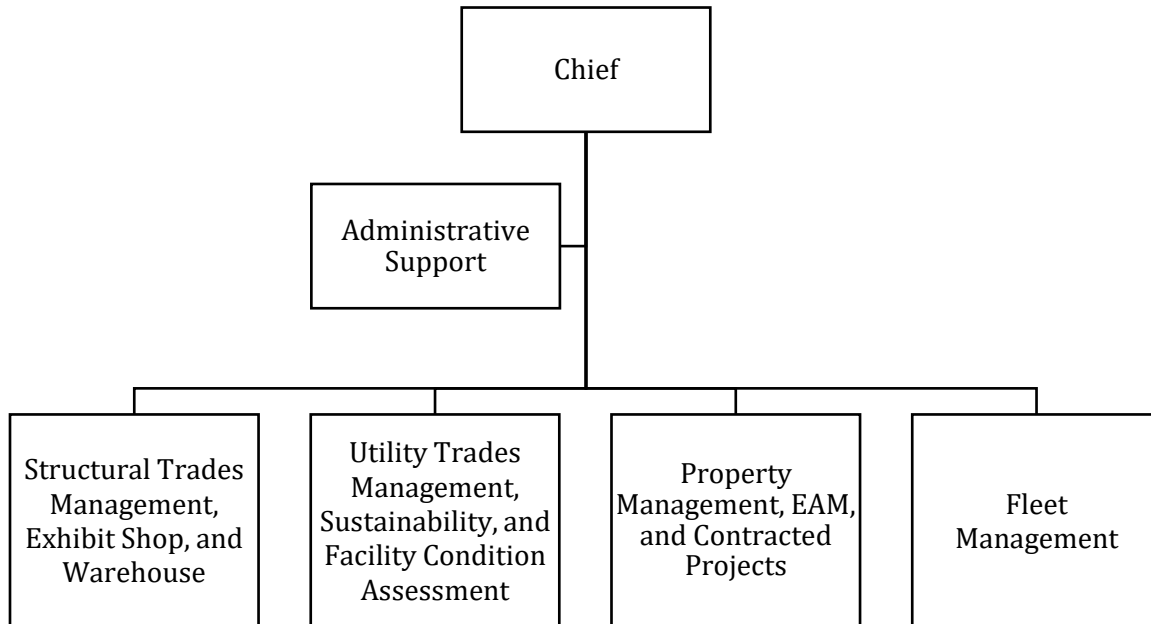 Chief
Administrative
Support
Structural Trades
Management,
Exhibit Shop, and
Warehouse
Utility Trades
Management,
Sustainability, and
Facility Condition
Assessment
Property
Management, EAM,
and Contracted
Projects
Fleet
Management